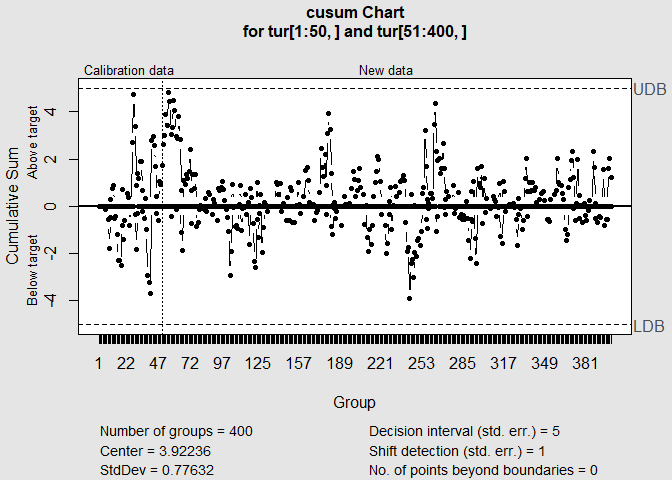 cusum Chart
for tur[1:50, ] and tur[51:400, ]
Calibration data
New data
UDB
LDB
Cumulative Sum
Above target
Below target
4
2
0
-2
-4
1 22 47 72 97 125 157 189 221 253 285 317 349 381
Group
Number of groups = 400
Center = 3.92236
StdDev = 0.77632
Decision interval (std. err.) = 5
Shift detection (std. err.) = 1
No. of points beyond boundaries = 0